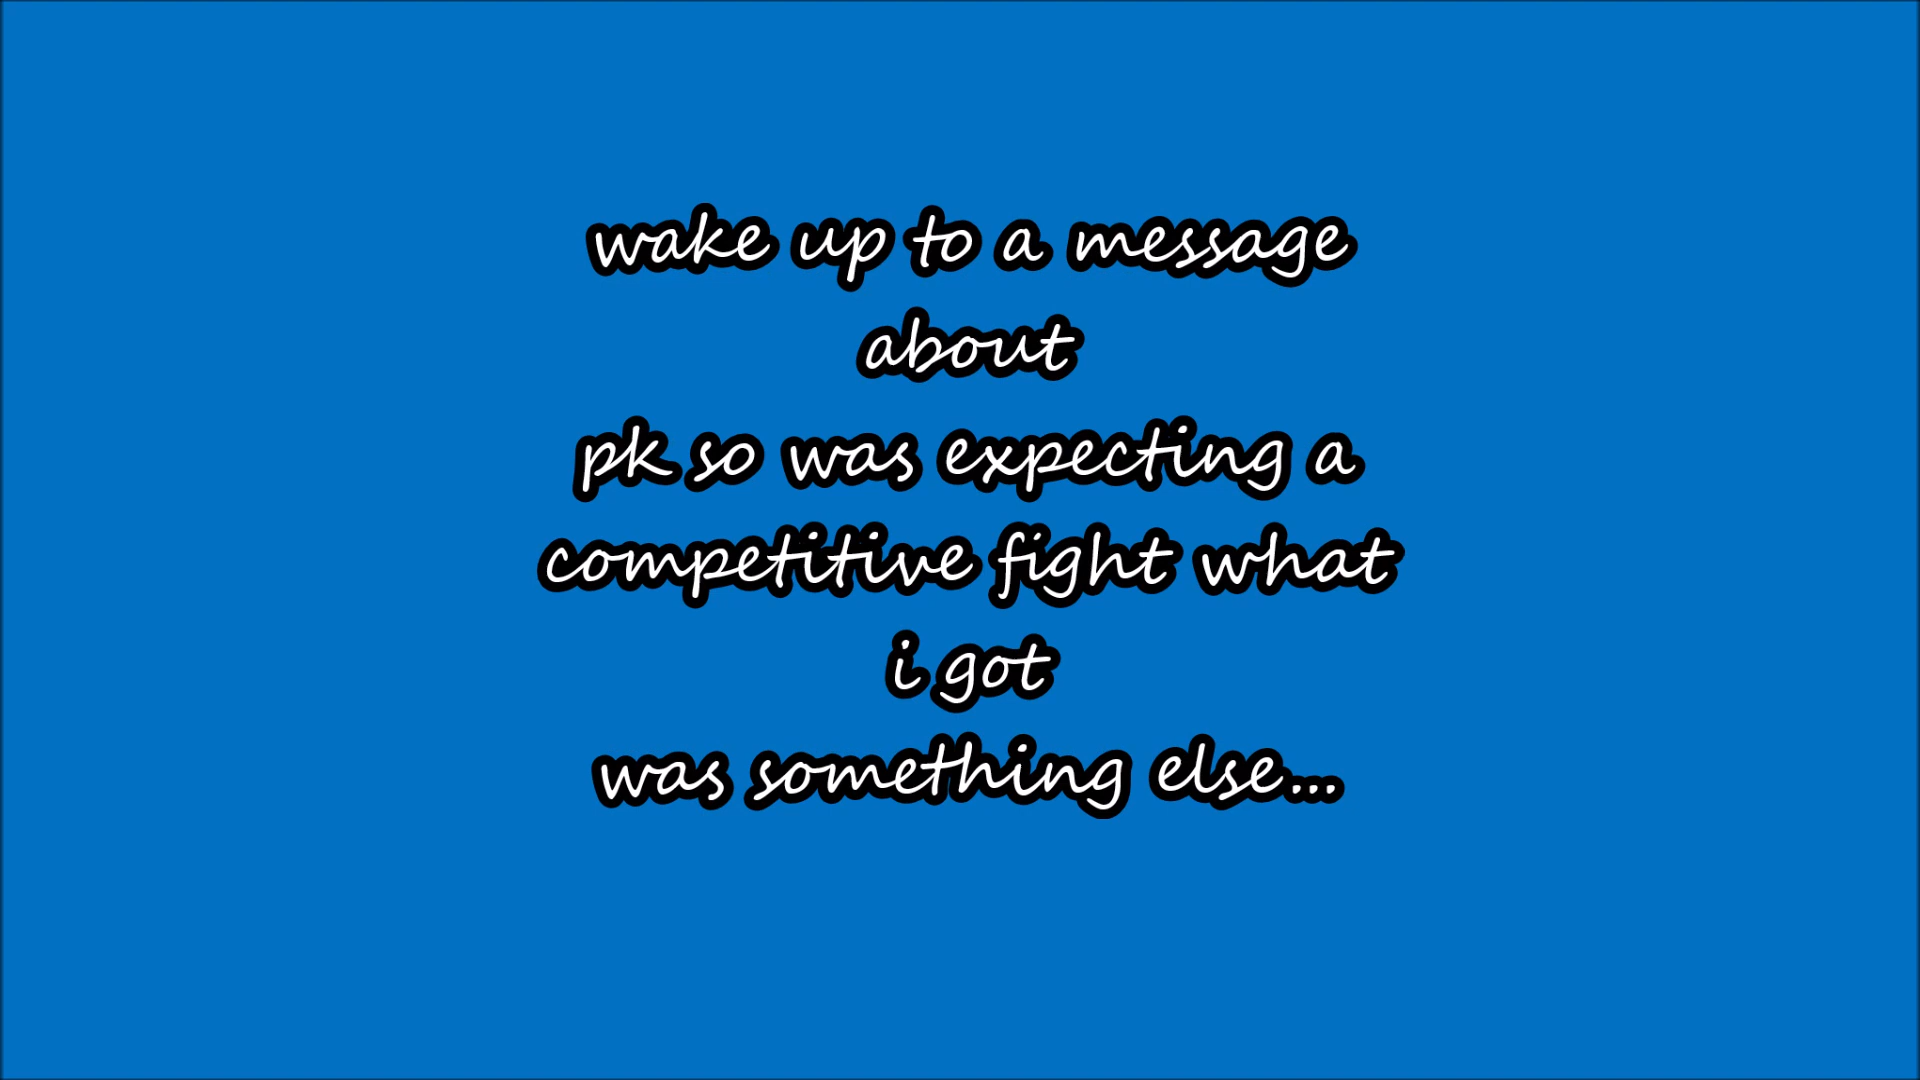 wake up to a message
about
pk so was expecting a
competitive fight what
i got
was something else...